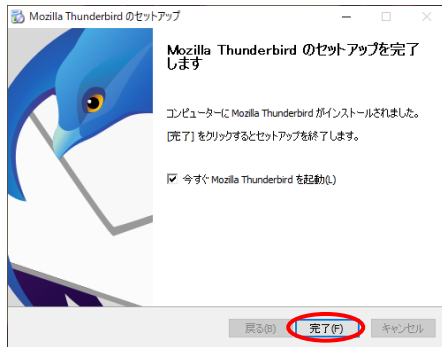 Mozilla Thunderbird のセットアップ
Mozilla Thunderbird のセットアップを完了
します
コンピューターに Mozilla Thunderbird がインストールされました。
[完了] をクリックするとセットアップを終了します。
今すぐ Mozilla Thunderbird を起動(L)
戻る(B)
完了(F)
キャンセル